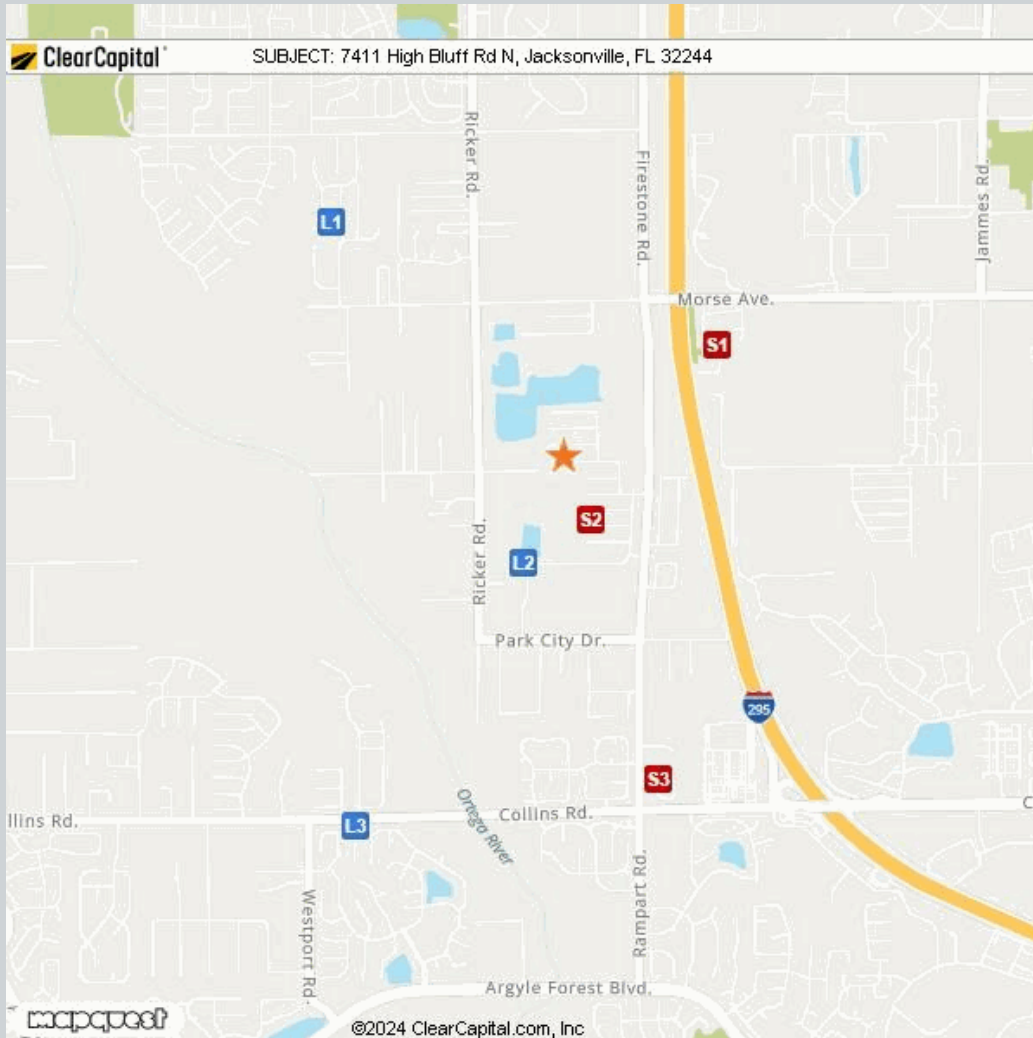 ClearCapital
SUBJECT: 7411 High Bluff Rd N, Jacksonville, FL 32244
Ricker Rd.
Firestone Rd.
Jammes Rd.
L1
Morse Ave.
S1
S2
Ricker Rd.
L2
Park City Dr.
295
S3
Ortega River
Collins Rd.
llins Rd.
L3
C
Westport Rd.
Rampart Rd.
Argyle Forest Blvd.
mapquest
©2024 ClearCapital.com, Inc